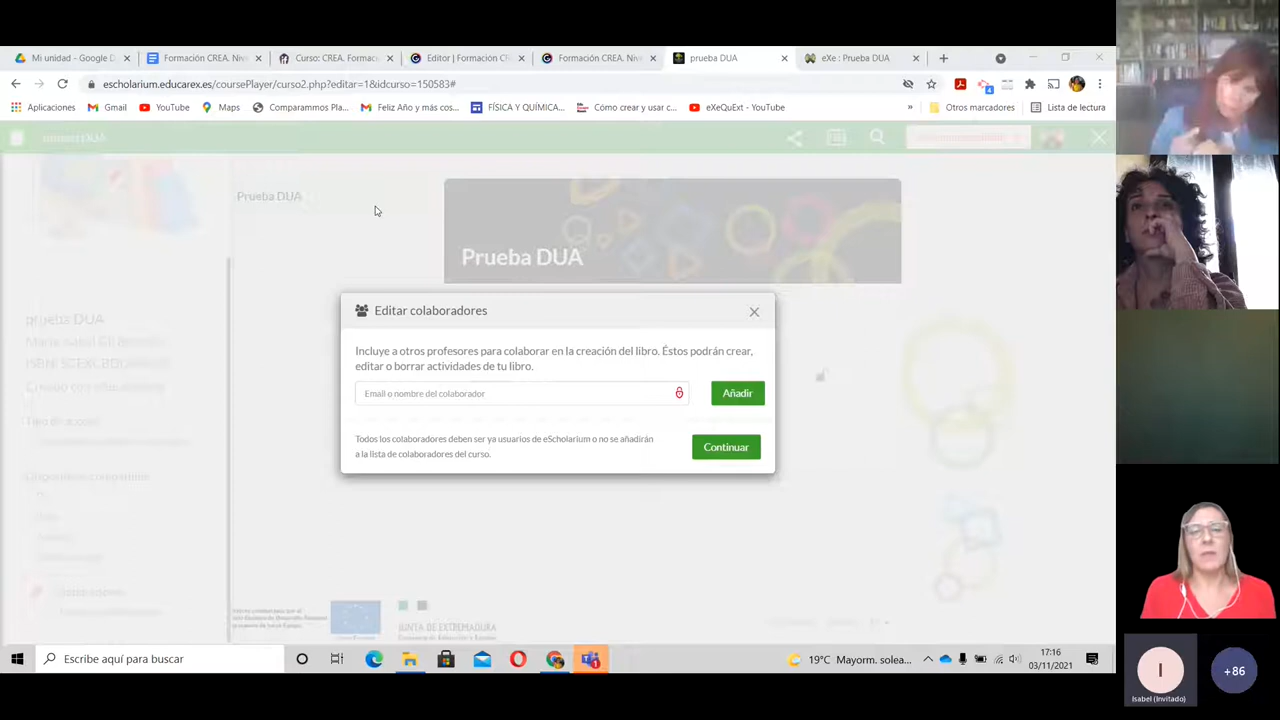 Mi unidad - Google D
Formación CREA. Nive
Curso: CREA. Formaci
Editor | Formación CRE
Formación CREA. Niv
prueba DUA
eXe : Prueba DUA
escholarium.educarex.es/coursePlayer/curso2.php?editar=1&idcurso=150583#
Aplicaciones
Gmail
YouTube
Maps
Comparammos Plan...
Feliz Año y más cos...
FÍSICA Y QUÍMICA...
Cómo crear y usar c...
eXeQuExt - YouTube
»
Otros marcadores
Lista de lectura
Prueba DUA
Prueba DUA
prueba DUA
Editar colaboradores
Incluye a otros profesores para colaborar en la creación del libro. Éstos podrán crear,
editar o borrar actividades de tu libro.
Email o nombre del colaborador
Añadir
Todos los colaboradores deben ser ya usuarios de eScholarium o no se añadirán
a la lista de colaboradores del curso.
Continuar
JUNTA DE EXTREMADURA
Escribe aquí para buscar
19°C Mayorm. solea...
17:16
03/11/2021
I
Isabel (Invitado)
+86